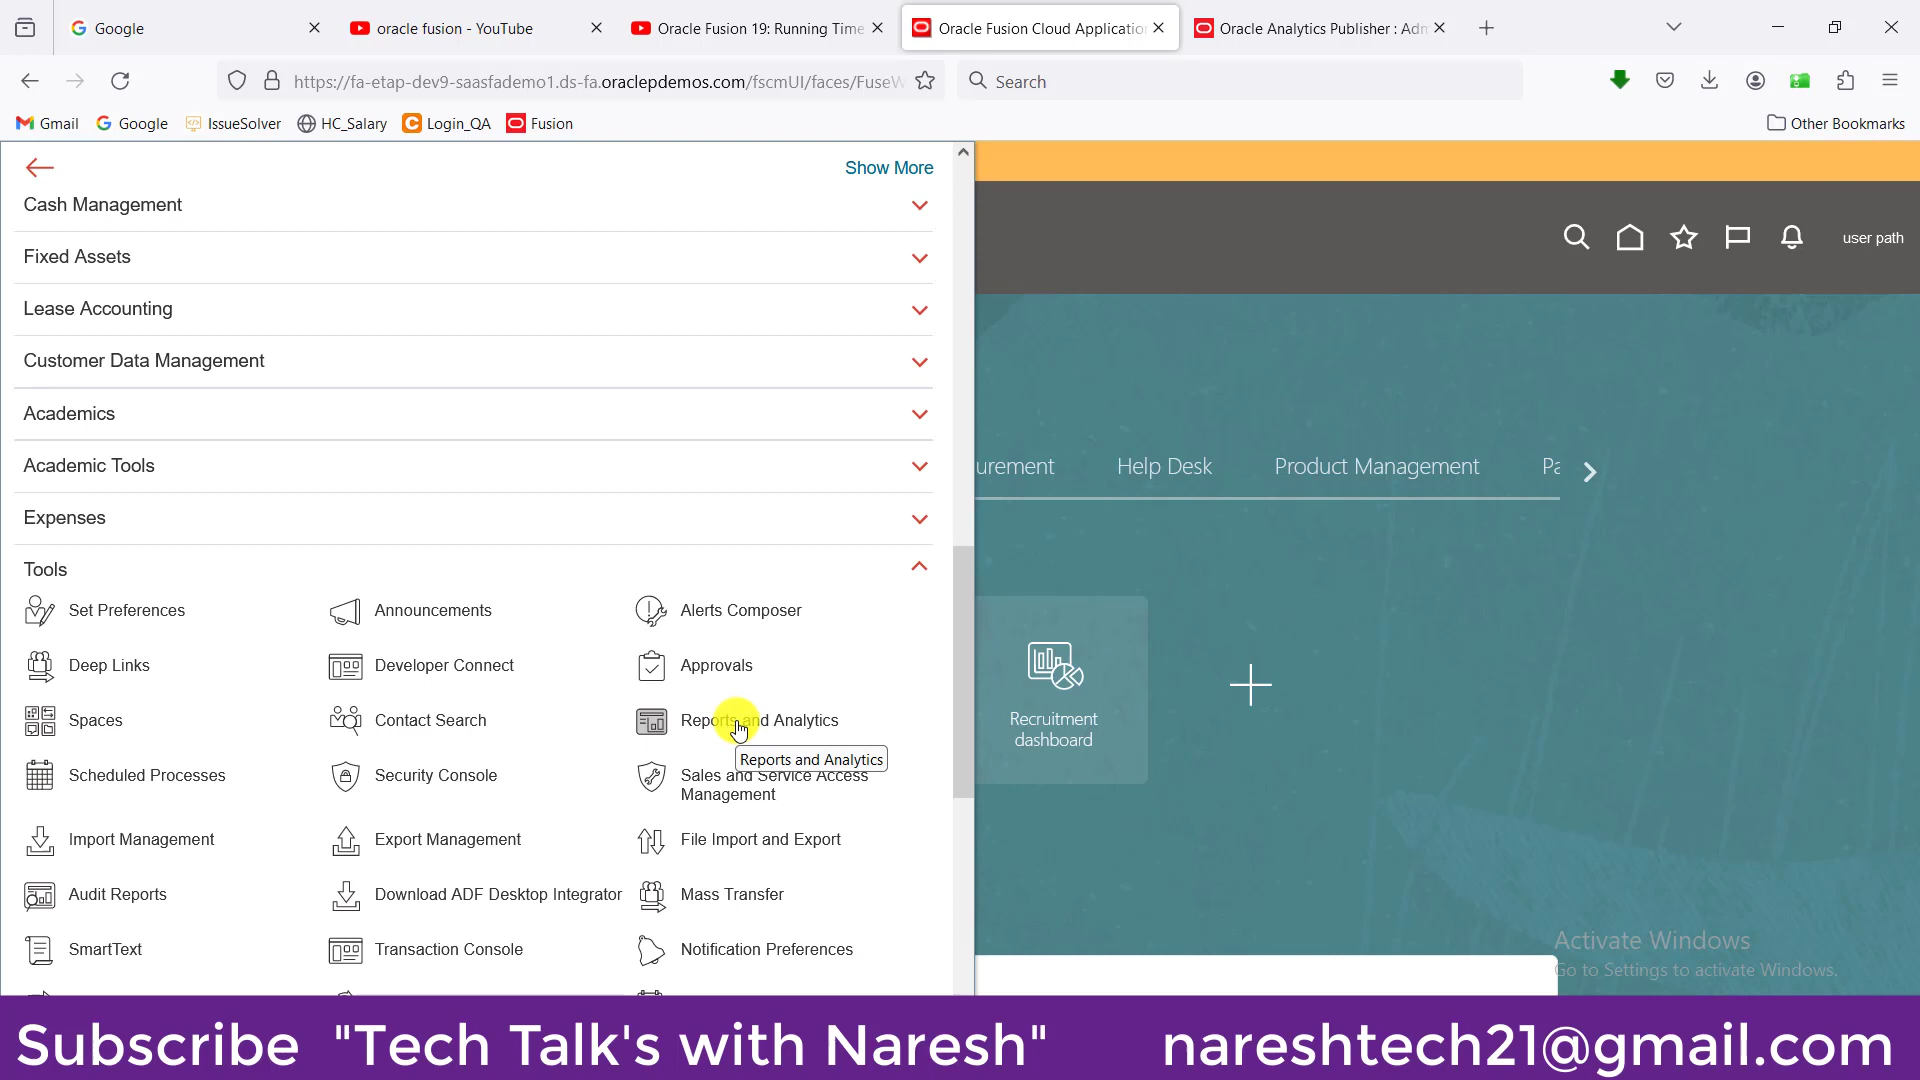 Google
oracle fusion - YouTube
Oracle Fusion 19: Running Time
Oracle Fusion Cloud Applicatio
Oracle Analytics Publisher : Adm
https://fa-etap-dev9-saasfademo1.ds-fa.oraclepdemos.com/fscmUI/faces/FuseW
Search
Gmail
Google
IssueSolver
HC_Salary
Login_QA
Fusion
Other Bookmarks
Show More
Cash Management
Fixed Assets
Lease Accounting
Customer Data Management
Academics
Academic Tools
Expenses
Tools
Set Preferences
Announcements
Alerts Composer
Deep Links
Developer Connect
Approvals
Spaces
Contact Search
Reports and Analytics
Reports and Analytics
Scheduled Processes
Security Console
Sales and Service Access
Management
Import Management
Export Management
File Import and Export
Audit Reports
Download ADF Desktop Integrator
Mass Transfer
SmartText
Transaction Console
Notification Preferences
user path
urement
Help Desk
Product Management
Pa
Recruitment
dashboard
Activate Windows
Go to Settings to activate Windows.
Subscribe "Tech Talk's with Naresh" nareshtech21@gmail.com